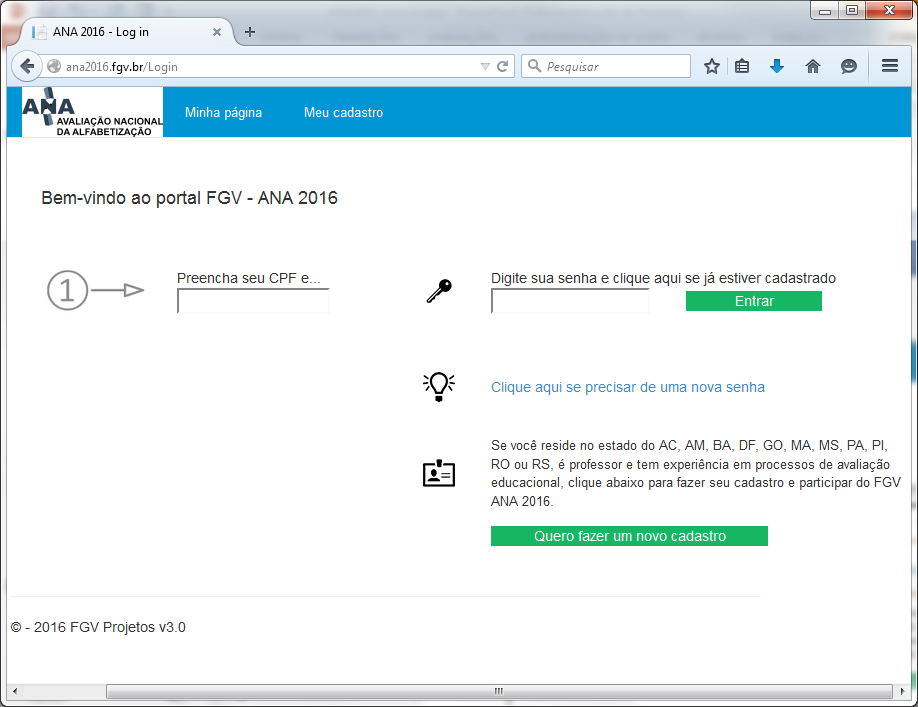 ANA 2016 - Log in
ana2016.fgv.br/Login
Pesquisar
ANA
AVALIAÇÃO NACIONAL
DA ALFABETIZAÇÃO
Minha página
Meu cadastro
Bem-vindo ao portal FGV - ANA 2016
1
Preencha seu CPF e...
Digite sua senha e clique aqui se já estiver cadastrado
Entrar
Clique aqui se precisar de uma nova senha
Se você reside no estado do AC, AM, BA, DF, GO, MA, MS, PA, PI,
RO ou RS, é professor e tem experiência em processos de avaliação
educacional, clique abaixo para fazer seu cadastro e participar do FGV
ANA 2016.
Quero fazer um novo cadastro
© - 2016 FGV Projetos v3.0